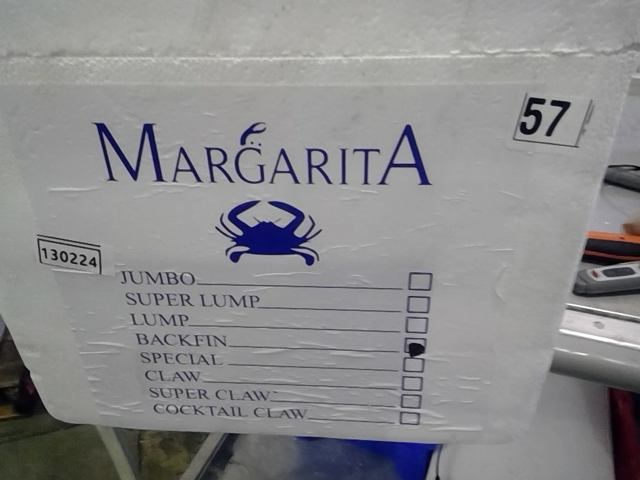 57
MARGARITA
130224
JUMBO
SUPER LUMP
LUMP
BACKFIN
SPECIAL
CLAW
SUPER CLAW
COCKTAIL CLAW